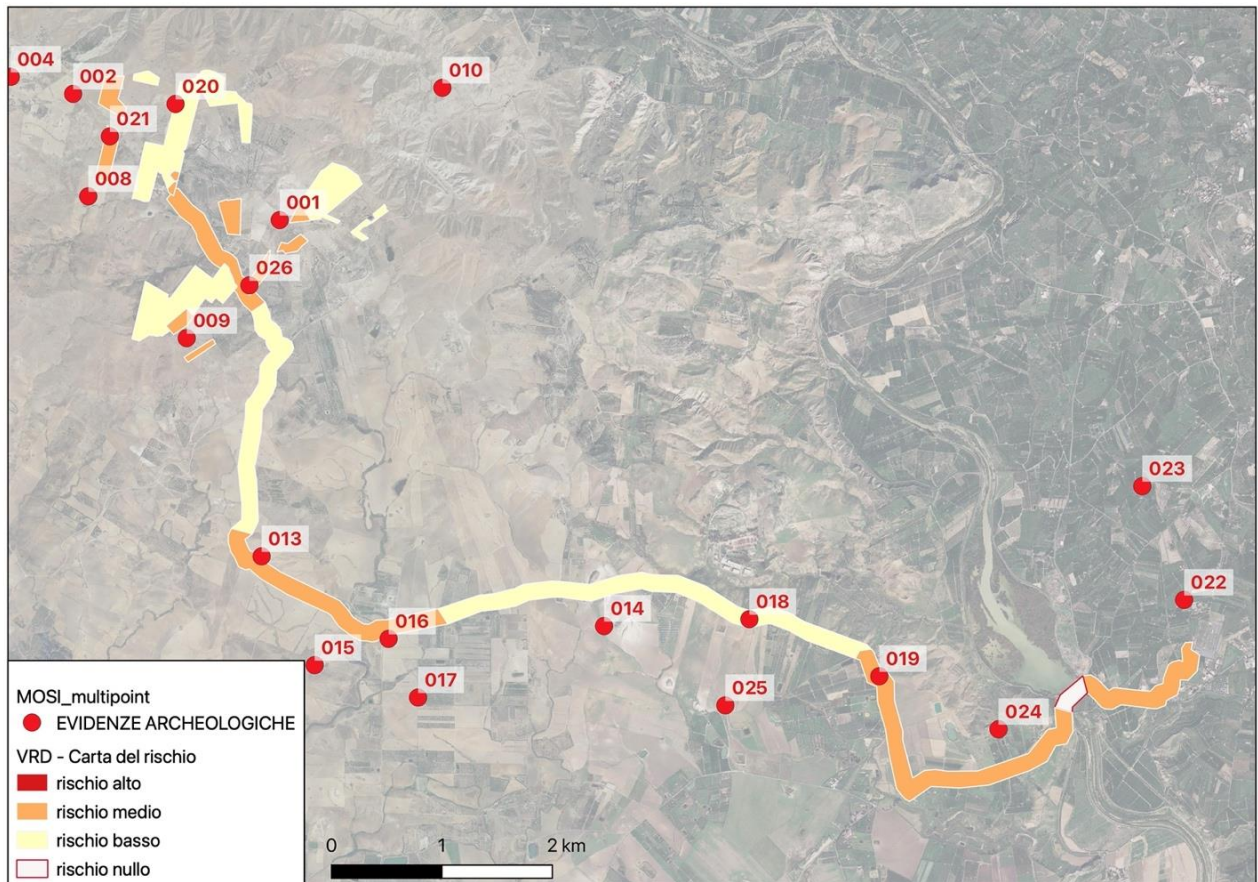 004
002
010
020
021
008
001
026
009
023
013
022
014
018
016
015
019
017
025
024
MOSI_multipoint
EVIDENZE ARCHEOLOGICHE
VRD - Carta del rischio
rischio alto
rischio medio
rischio basso
rischio nullo
0 1 2 km